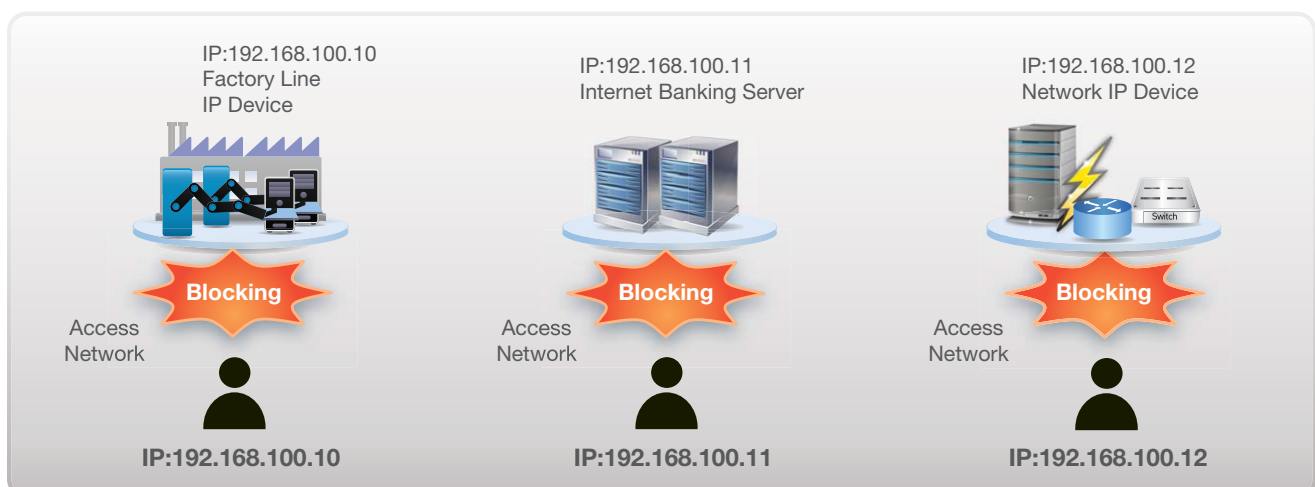 IP:192.168.100.10
Factory Line
IP Device
Blocking
Access
Network
IP:192.168.100.10
IP:192.168.100.11
Internet Banking Server
Blocking
Access
Network
IP:192.168.100.11
IP:192.168.100.12
Network IP Device
Switch
Blocking
Access
Network
IP:192.168.100.12